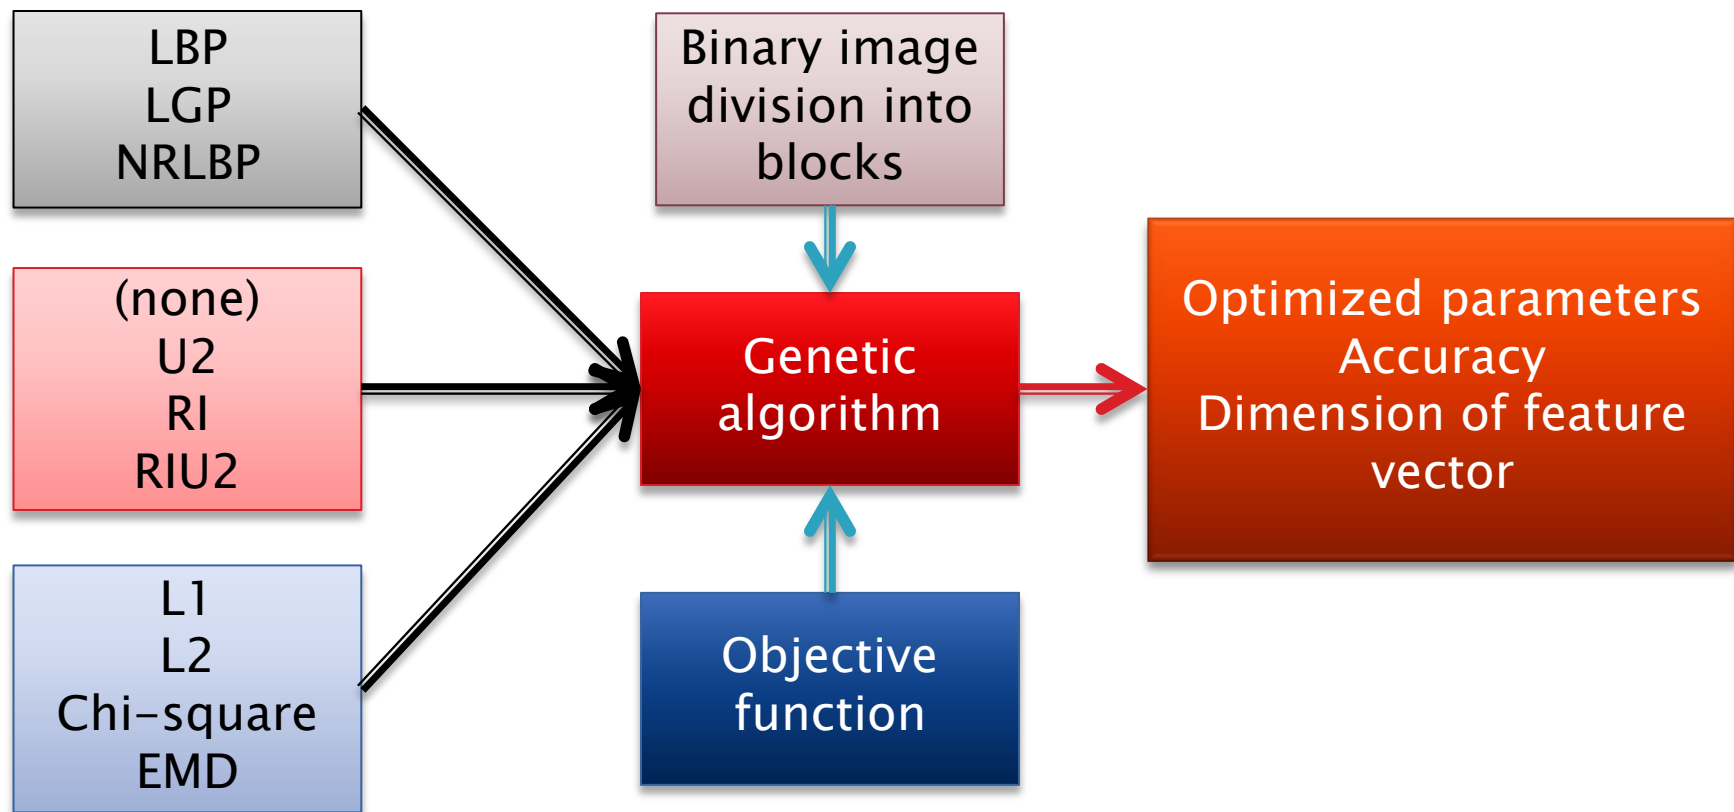 LBP
LGP
NRLBP
(none)
U2
RI
RIU2
L1
L2
Chi-square
EMD
Binary image
division into
blocks
Genetic
algorithm
Objective
function
Optimized parameters
Accuracy
Dimension of feature
vector